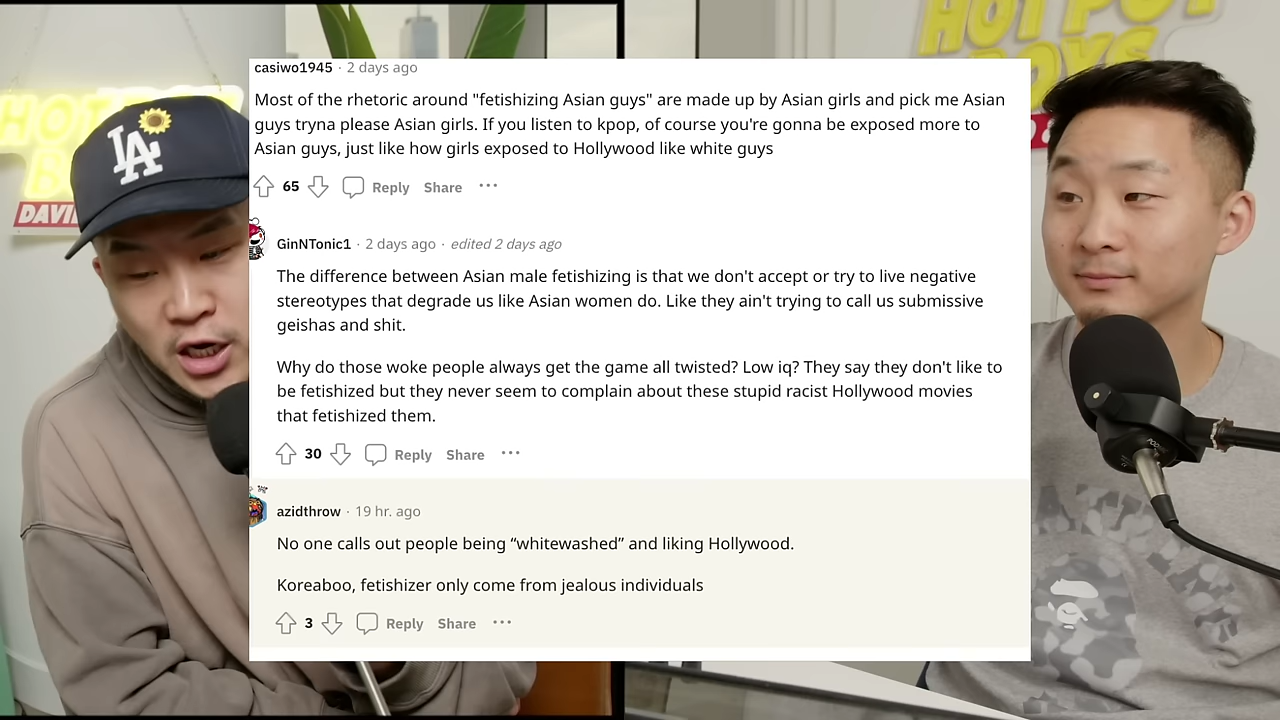 HOT POT
BOYS
HOT
B
DAVI
LA
casiwo1945 · 2 days ago
Most of the rhetoric around "fetishizing Asian guys" are made up by Asian girls and pick me Asian
guys tryna please Asian girls. If you listen to kpop, of course you're gonna be exposed more to
Asian guys, just like how girls exposed to Hollywood like white guys
65 Reply Share ···
GinNTonic1 · 2 days ago · edited 2 days ago
The difference between Asian male fetishizing is that we don't accept or try to live negative
stereotypes that degrade us like Asian women do. Like they ain't trying to call us submissive
geishas and shit.
Why do those woke people always get the game all twisted? Low iq? They say they don't like to
be fetishized but they never seem to complain about these stupid racist Hollywood movies
that fetishized them.
30 Reply Share ···
azidthrow · 19 hr. ago
No one calls out people being “whitewashed” and liking Hollywood.
Koreaboo, fetishizer only come from jealous individuals
3 Reply Share ···